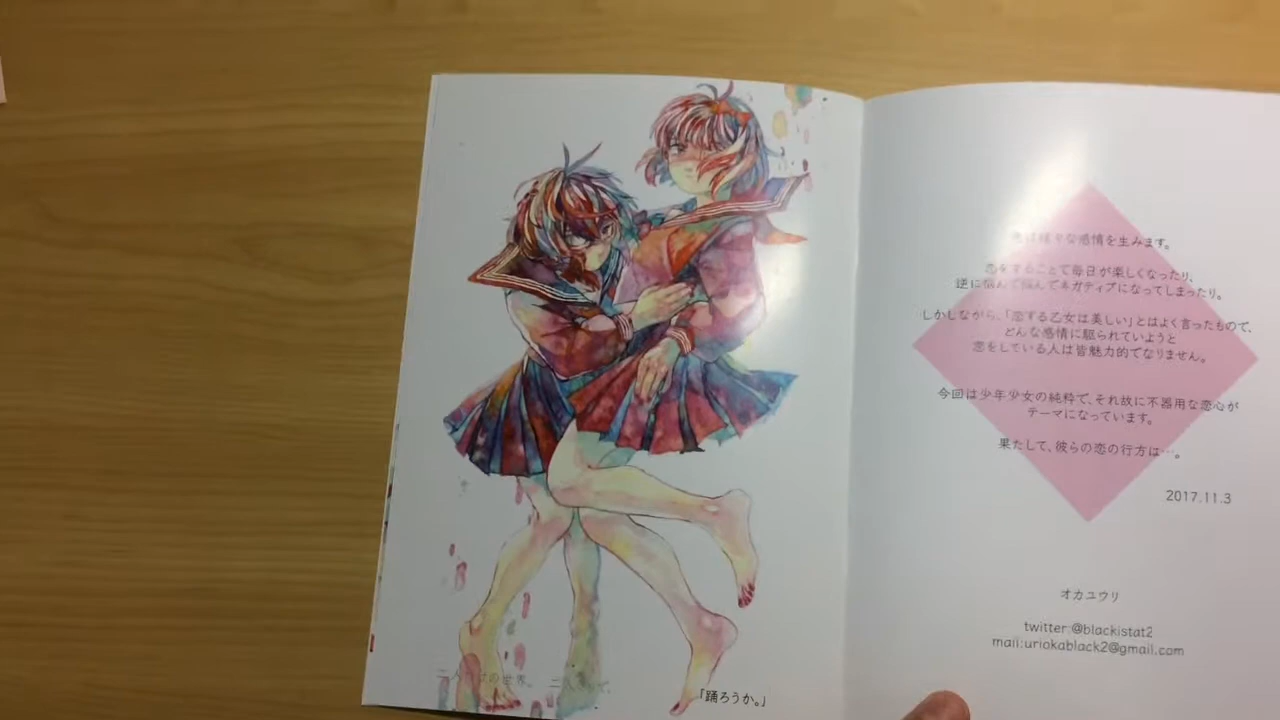 二人
の世界。
「踊ろうか。」
様々な感情を生みます。
恋をすることで毎日が楽しくなったり、
逆に悩んで悩んでネガティブになってしまったり。
しかしながら、「恋する乙女は美しい」とはよく言ったもので、
どんな感情に駆られていようと
恋をしている人は皆魅力的でなりません。
今回は少年少女の純粋で、それ故に不器用な恋心が
テーマになっています。
果たして、彼らの恋の行方は…。
2017.11.3
オカユウリ
twitter:@blackistat2
mail:uriokablack2@gmail.com